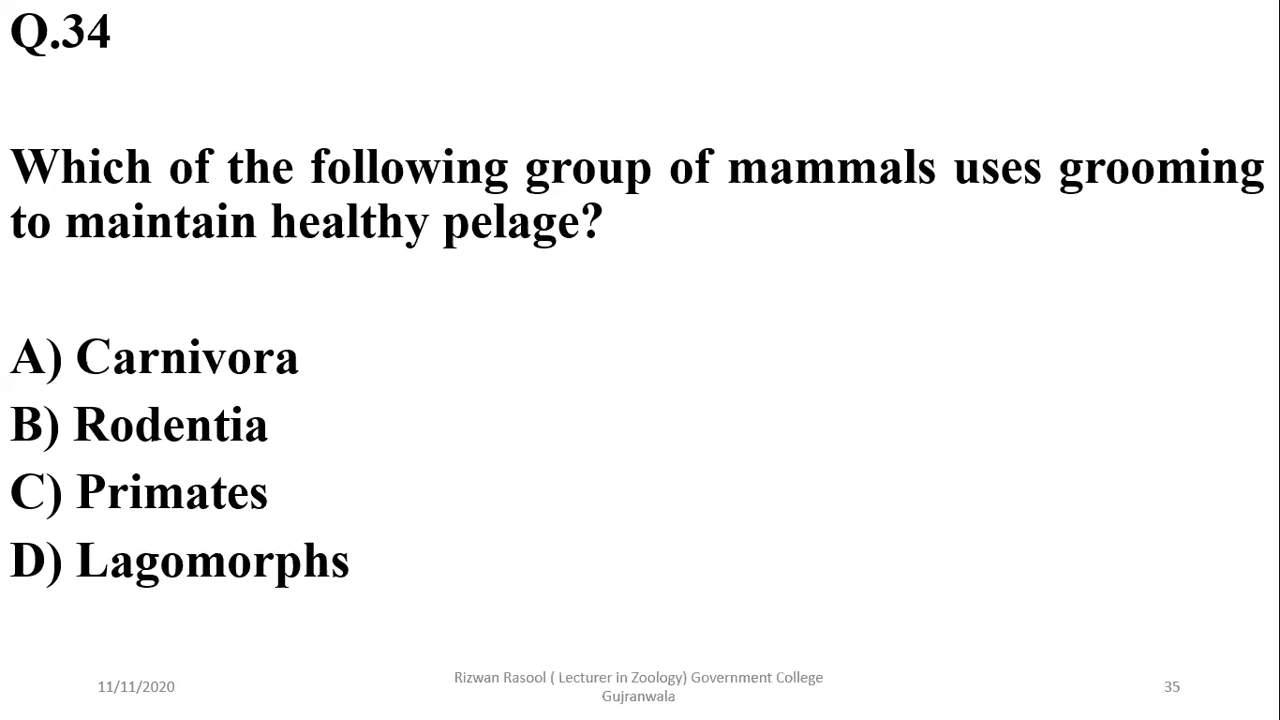 Q.34
Which of the following group of mammals uses grooming
to maintain healthy pelage?
A) Carnivora
B) Rodentia
C) Primates
D) Lagomorphs
11/11/2020
Rizwan Rasool ( Lecturer in Zoology) Government College
Gujranwala
35